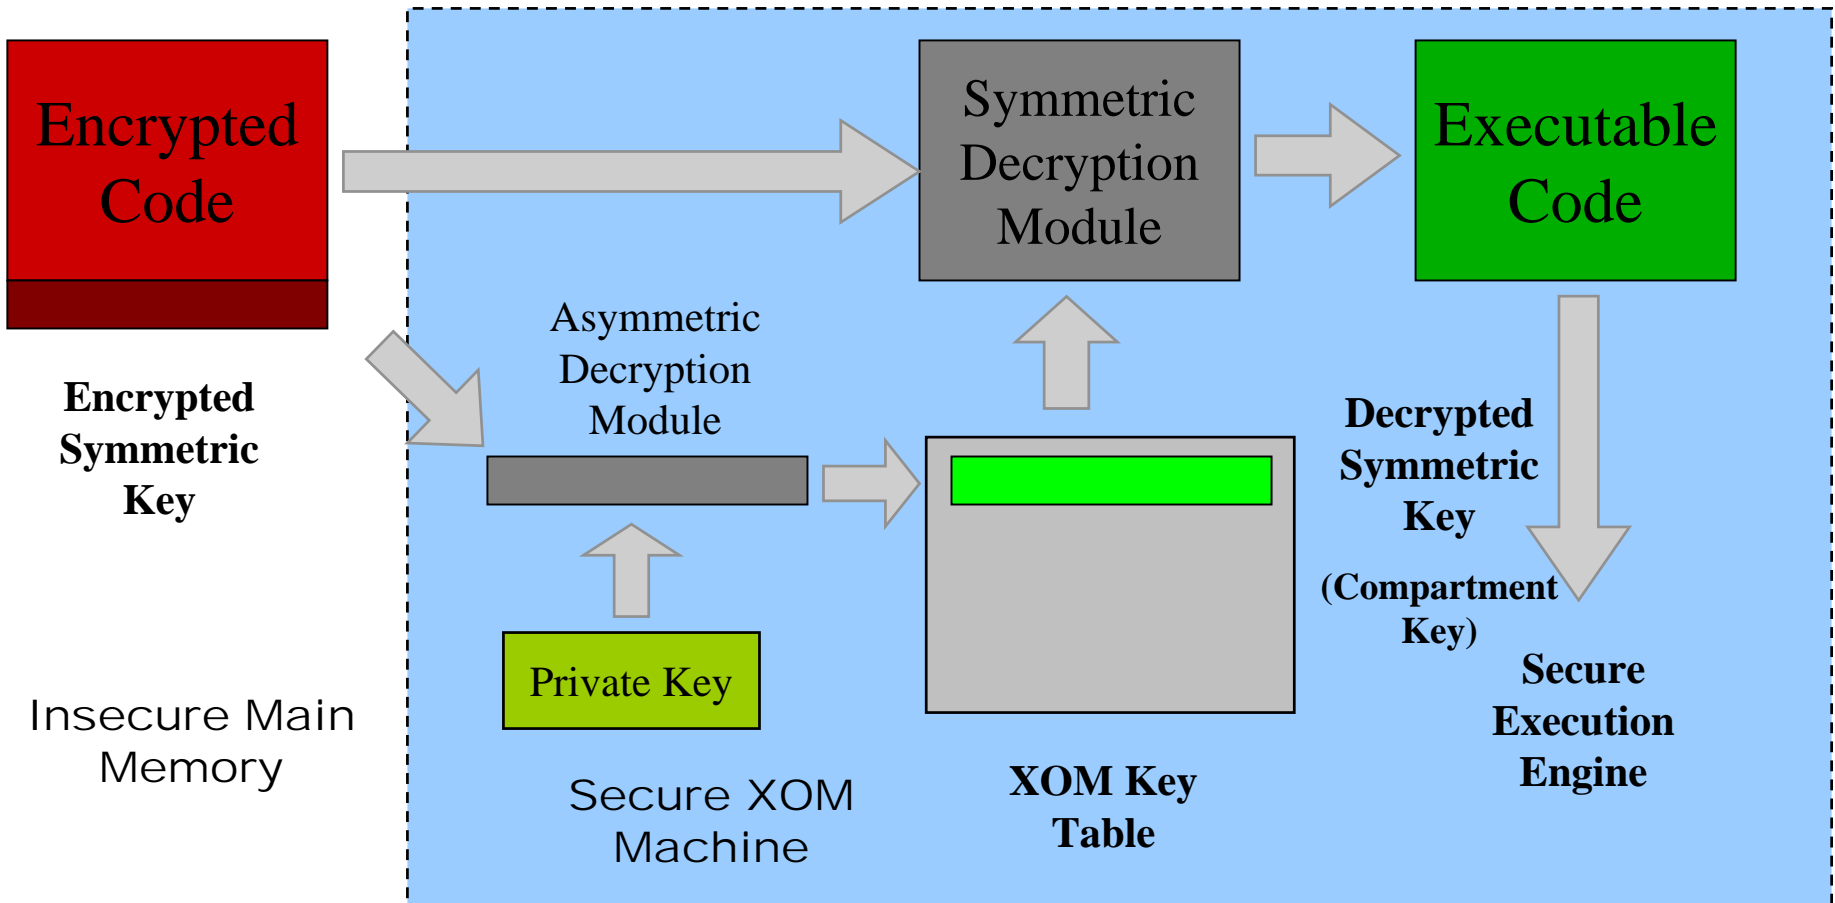 Encrypted
Code
Symmetric
Decryption
Module
Executable
Code
Encrypted
Symmetric
Key
Asymmetric
Decryption
Module
Decrypted
Symmetric
Key
(Compartment
Key)
Private Key
Insecure Main
Memory
Secure XOM
Machine
XOM Key
Table
Secure
Execution
Engine